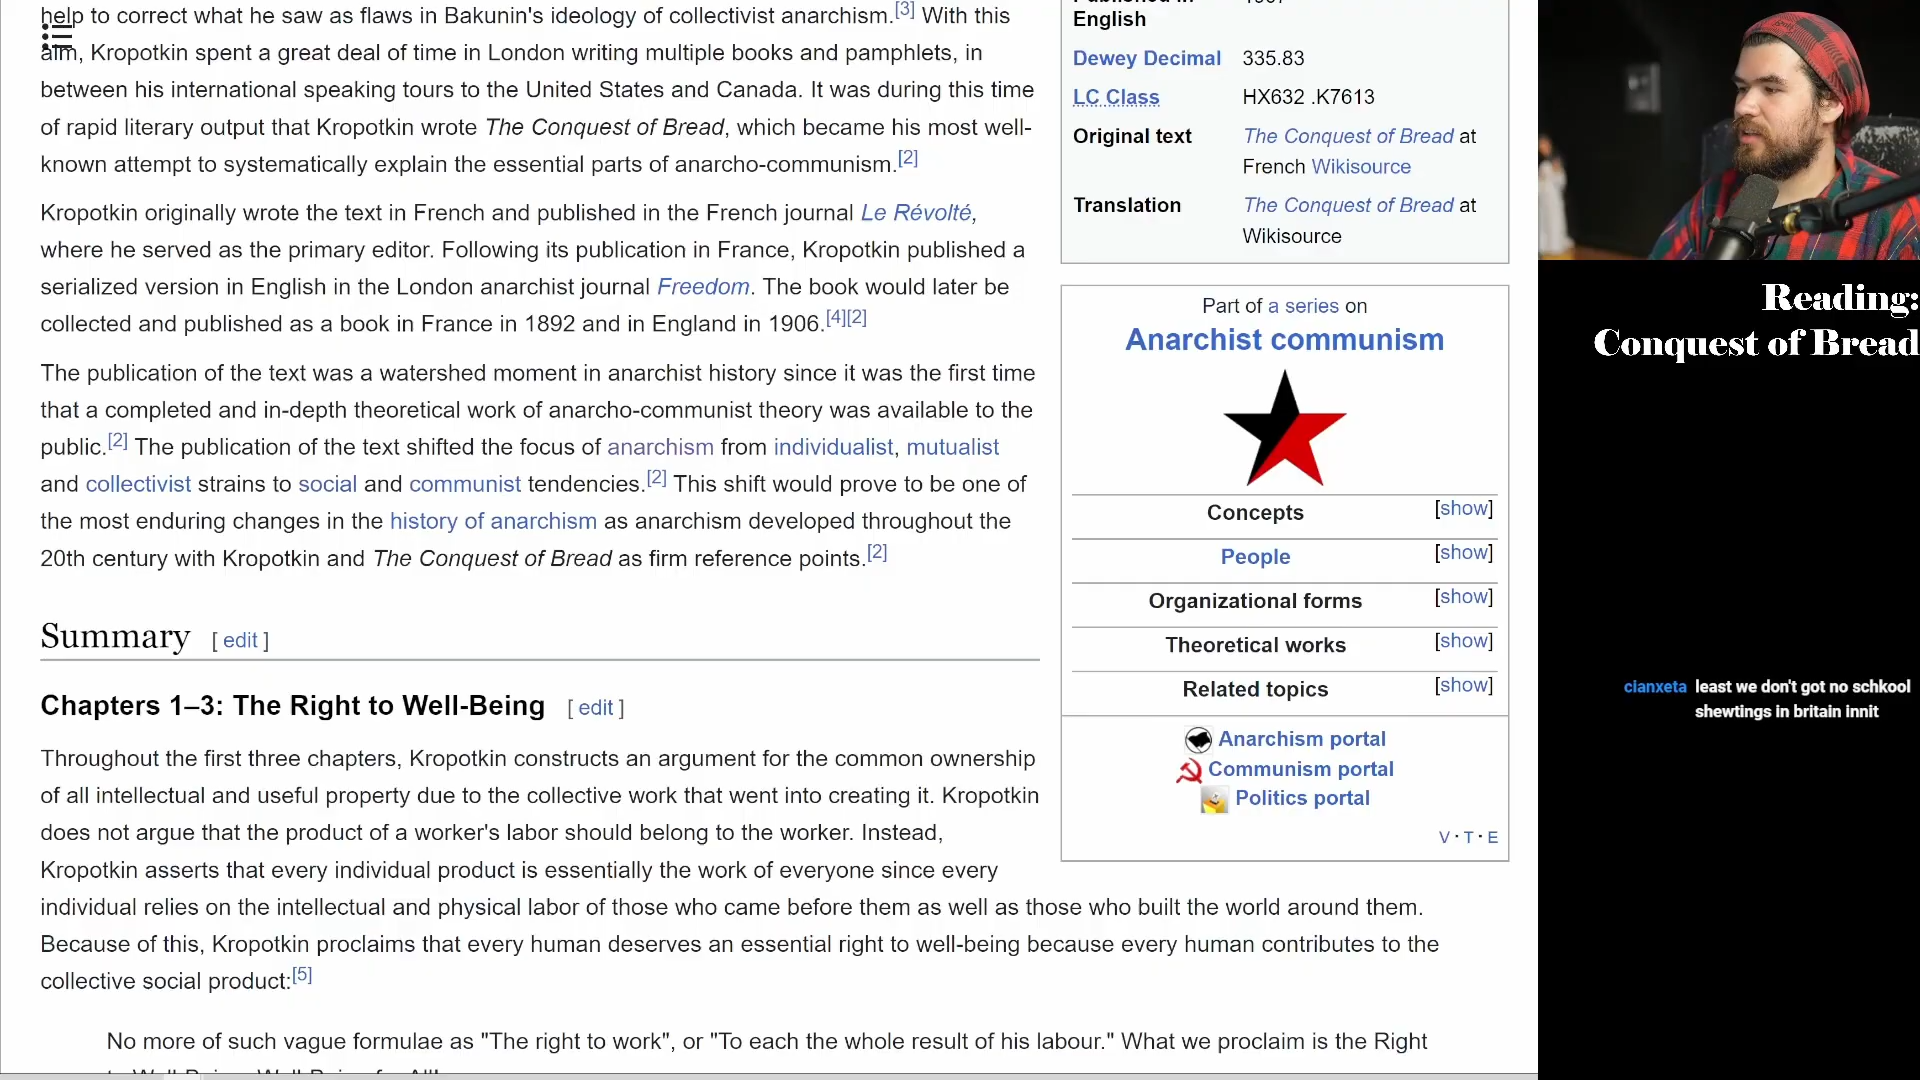 help to correct what he saw as flaws in Bakunin's ideology of collectivist anarchism.[3] With this
aim, Kropotkin spent a great deal of time in London writing multiple books and pamphlets, in
between his international speaking tours to the United States and Canada. It was during this time
of rapid literary output that Kropotkin wrote The Conquest of Bread, which became his most well-
known attempt to systematically explain the essential parts of anarcho-communism.[2]
Kropotkin originally wrote the text in French and published in the French journal Le Révolté,
where he served as the primary editor. Following its publication in France, Kropotkin published a
serialized version in English in the London anarchist journal Freedom. The book would later be
collected and published as a book in France in 1892 and in England in 1906.[4][2]
The publication of the text was a watershed moment in anarchist history since it was the first time
that a completed and in-depth theoretical work of anarcho-communist theory was available to the
public.[2] The publication of the text shifted the focus of anarchism from individualist, mutualist
and collectivist strains to social and communist tendencies.[2] This shift would prove to be one of
the most enduring changes in the history of anarchism as anarchism developed throughout the
20th century with Kropotkin and The Conquest of Bread as firm reference points.[2]
Summary [ edit ]
Chapters 1–3: The Right to Well-Being [ edit ]
Throughout the first three chapters, Kropotkin constructs an argument for the common ownership
of all intellectual and useful property due to the collective work that went into creating it. Kropotkin
does not argue that the product of a worker's labor should belong to the worker. Instead,
Kropotkin asserts that every individual product is essentially the work of everyone since every
individual relies on the intellectual and physical labor of those who came before them as well as those who built the world around them.
Because of this, Kropotkin proclaims that every human deserves an essential right to well-being because every human contributes to the
collective social product:[5]
No more of such vague formulae as "The right to work", or "To each the whole result of his labour." What we proclaim is the Right
English
Dewey Decimal 335.83
LC Class HX632 .K7613
Original text The Conquest of Bread at
French Wikisource
Translation The Conquest of Bread at
Wikisource
Part of a series on
Anarchist communism
Concepts [show]
People [show]
Organizational forms [show]
Theoretical works [show]
Related topics [show]
Anarchism portal
Communism portal
Politics portal
V · T · E
Reading:
Conquest of Bread
cianxeta least we don't got no schkool
shewtings in britain innit